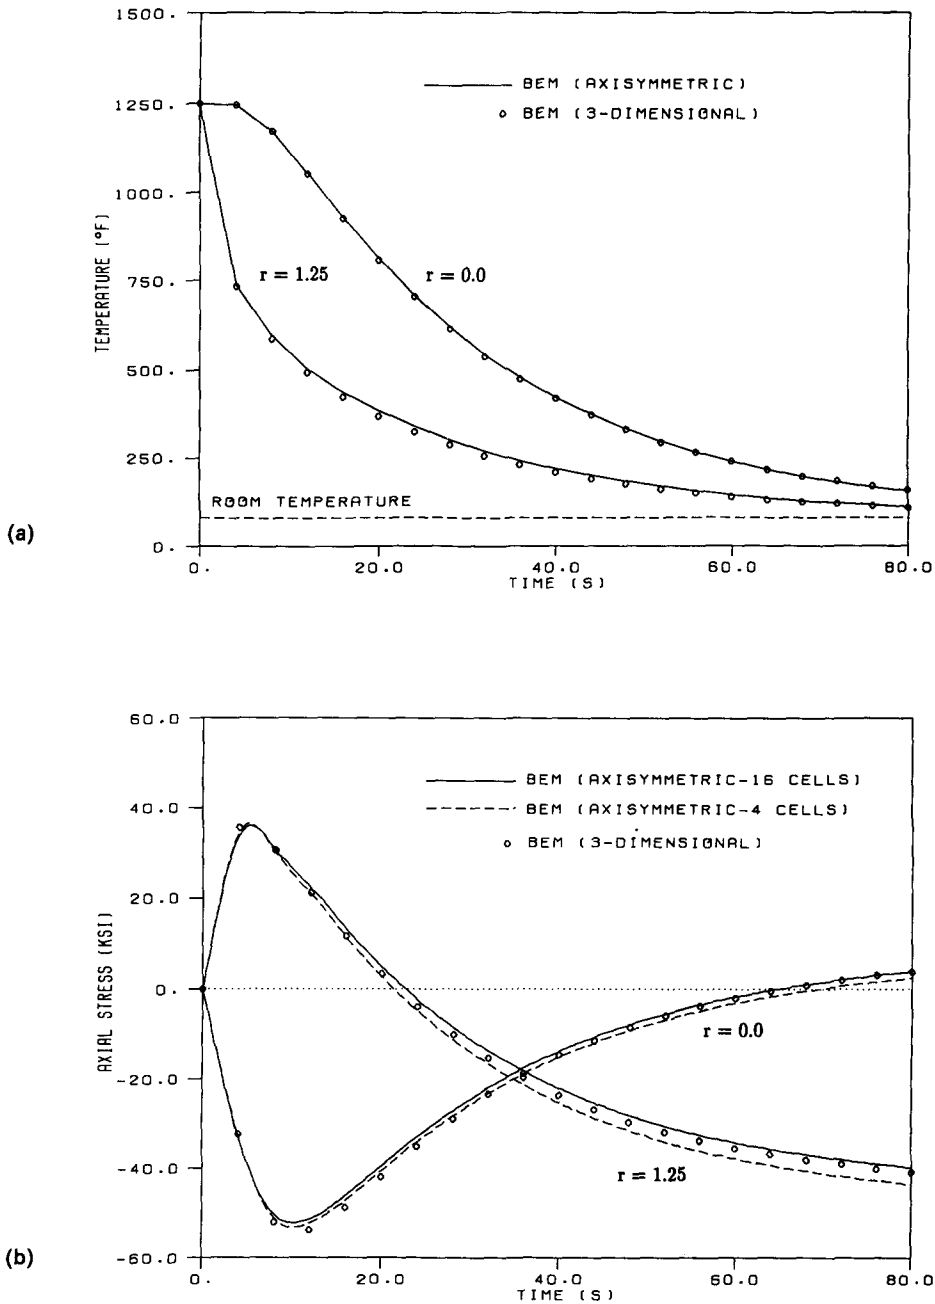 1500.
1250.
1000.
750.
500.
250.
0.
TEMPERATURE (°F)
BEM (AXISYMMETRIC)
BEM (3-DIMENSIONAL)
r = 1.25
r = 0.0
ROOM TEMPERATURE
(a)
0.
20.0
40.0
60.0
80.0
TIME (S)
60.0
40.0
20.0
0.
-20.0
-40.0
-60.0
AXIAL STRESS (KSI)
BEM (AXISYMMETRIC-16 CELLS)
BEM (AXISYMMETRIC-4 CELLS)
BEM (3-DIMENSIONAL)
r = 0.0
r = 1.25
(b)
0.
20.0
40.0
60.0
80.0
TIME (S)